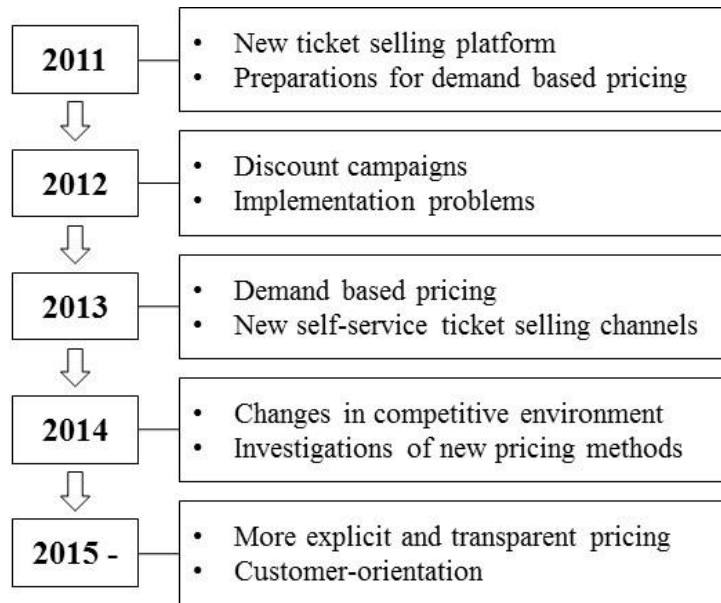 2011
• New ticket selling platform
• Preparations for demand based pricing
2012
• Discount campaigns
• Implementation problems
2013
• Demand based pricing
• New self-service ticket selling channels
2014
• Changes in competitive environment
• Investigations of new pricing methods
2015 -
• More explicit and transparent pricing
• Customer-orientation